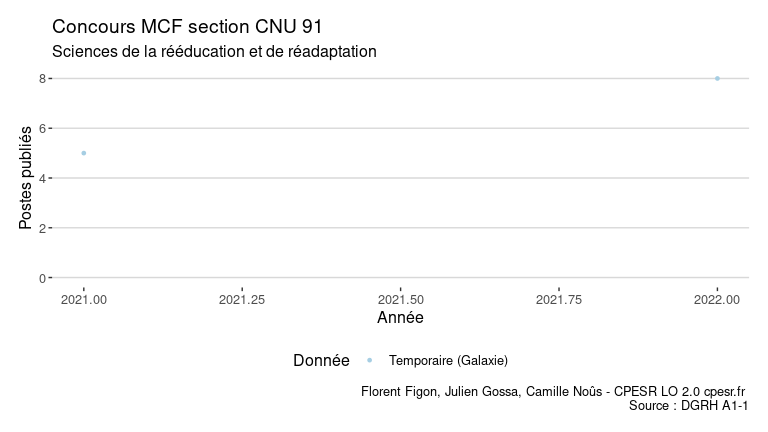 Concours MCF section CNU 91
Sciences de la rééducation et de réadaptation
Postes publiés
8
6
4
2
0
2021.00 2021.25 2021.50 2021.75 2022.00
Année
Donnée Temporaire (Galaxie)
Florent Figon, Julien Gossa, Camille Noûs - CPESR LO 2.0 cpesr.fr
Source : DGRH A1-1